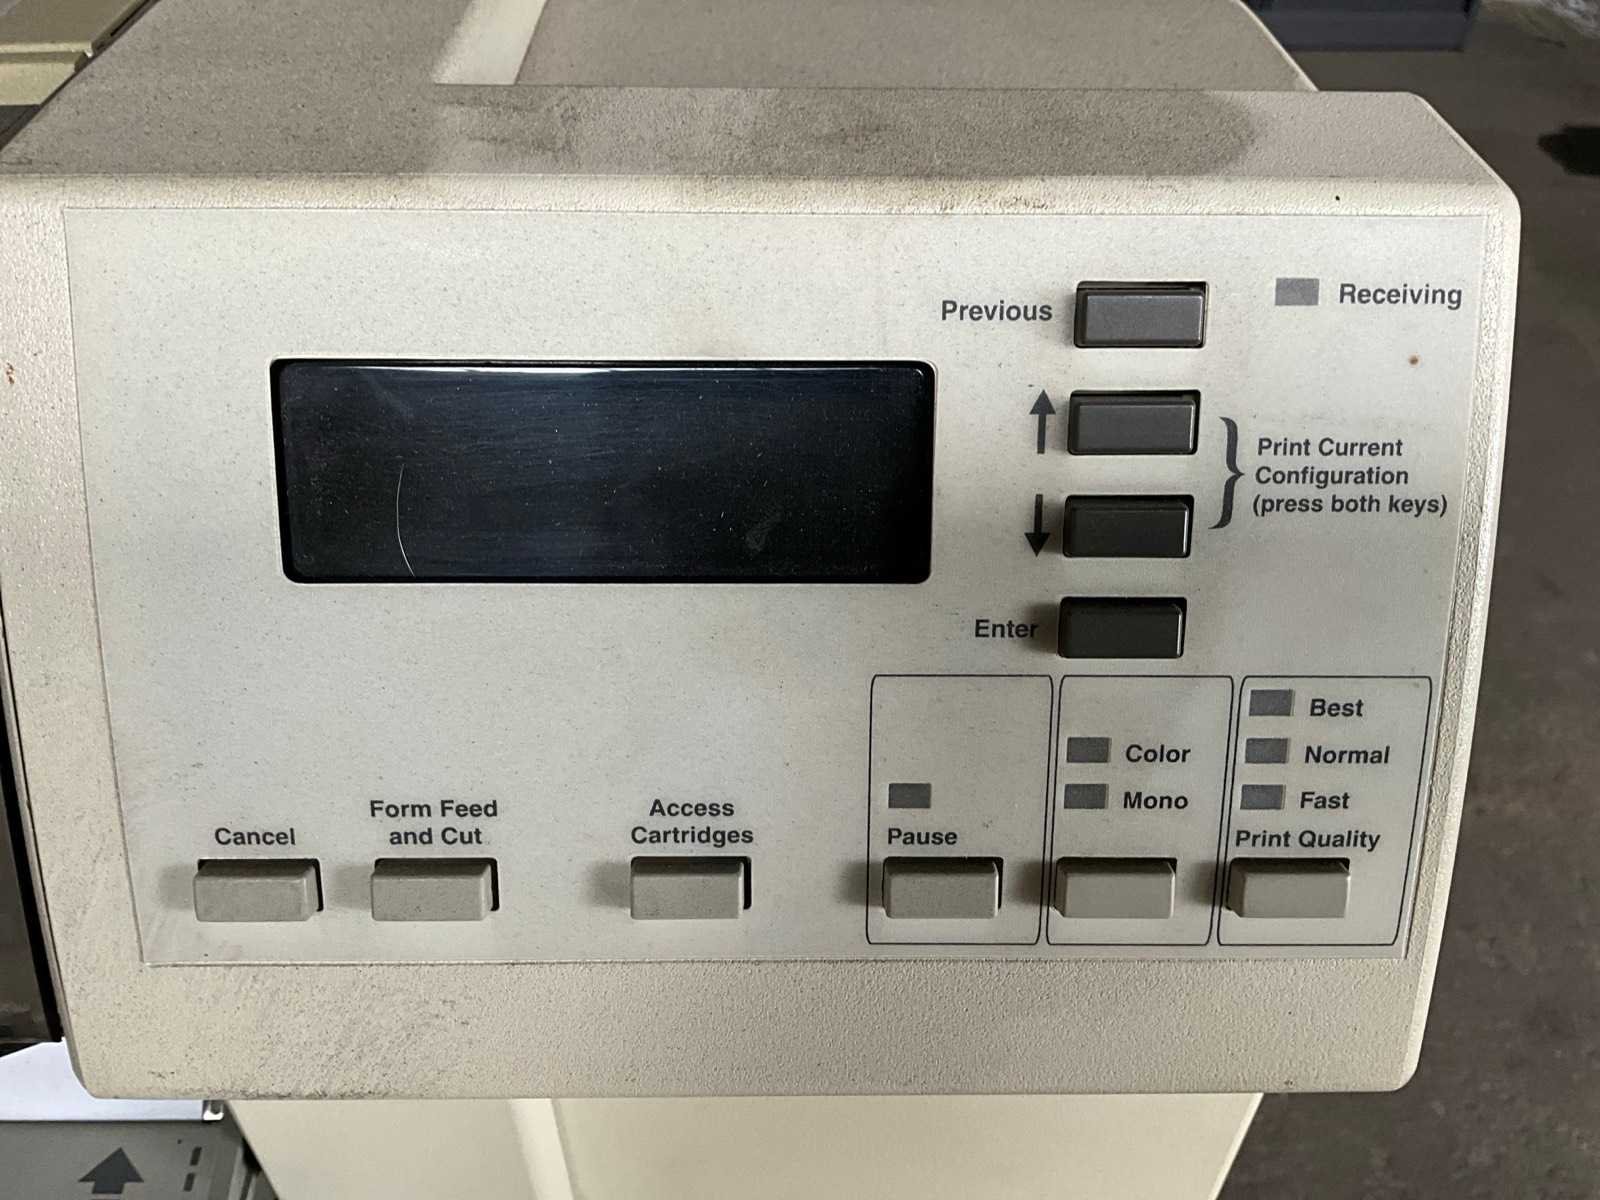 Previous
Receiving
Print Current
Configuration
(press both keys)
Enter
Best
Color
Normal
Mono
Fast
Cancel
Form Feed
and Cut
Access
Cartridges
Pause
Print Quality